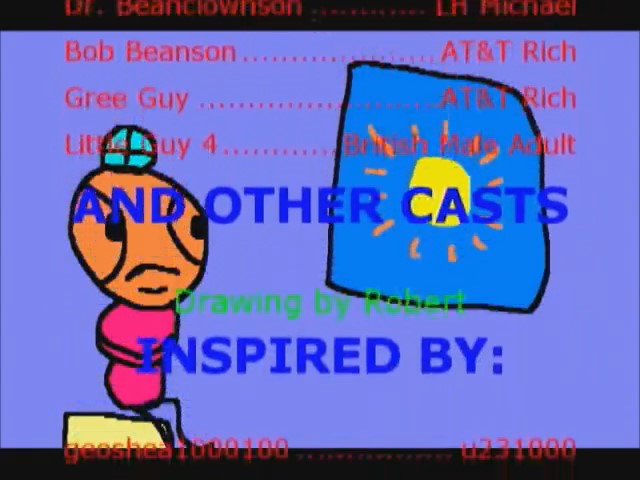 Dr. Beanclownson ............ LH Michael
Bob Beanson....................AT&T Rich
Gree Guy ........................AT&T Rich
Little Guy 4............British Male Adult
AND OTHER CASTS
Drawing by Robert
INSPIRED BY:
geoshea1000100 ................. u231000